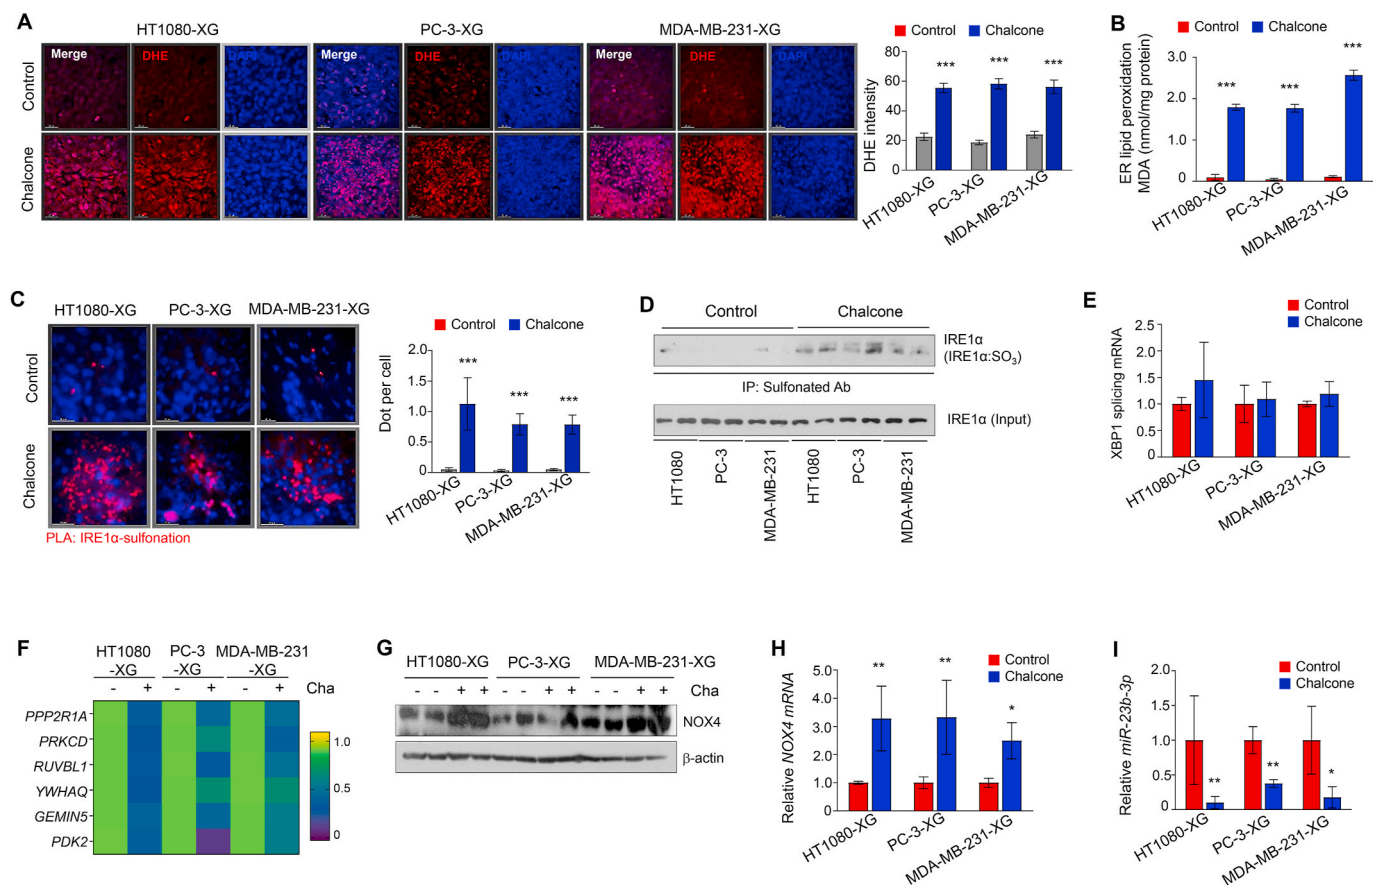 A
HT1080-XG PC-3-XG MDA-MB-231-XG
Control
Merge DHE DAPI Merge DHE DAPI Merge DHE DAPI
Chalcone
Control Chalcone
DHE intensity
80
60
40
20
0
*** *** ***
HT1080-XG PC-3-XG MDA-MB-231-XG
B
Control Chalcone
ER lipid peroxidation
MDA (nmol/mg protein)
3.0
2.0
1.0
0
*** *** ***
HT1080-XG PC-3-XG MDA-MB-231-XG
C
HT1080-XG PC-3-XG MDA-MB-231-XG
Control
Chalcone
PLA: IRE1α-sulfonation
Control Chalcone
Dot per cell
2.0
1.5
1.0
0.5
0
*** *** ***
HT1080-XG PC-3-XG MDA-MB-231-XG
D
Control Chalcone
IRE1α
(IRE1α:SO3)
IP: Sulfonated Ab
IRE1α (Input)
HT1080 PC-3 MDA-MB-231 HT1080 PC-3 MDA-MB-231
E
Control
Chalcone
XBP1 splicing mRNA
2.5
2.0
1.5
1.0
0.5
0
HT1080-XG PC-3-XG MDA-MB-231-XG
F
HT1080 PC-3 MDA-MB-231
-XG -XG -XG
- + - + - + Cha
PPP2R1A
PRKCD
RUVBL1
YWHAQ
GEMIN5
PDK2
1.0
0.5
0
G
HT1080-XG PC-3-XG MDA-MB-231-XG
- - + + - - + + - - + + Cha
NOX4
β-actin
H
Control
Chalcone
Relative NOX4 mRNA
5.0
4.0
3.0
2.0
1.0
0
** ** *
HT1080-XG PC-3-XG MDA-MB-231-XG
I
Control
Chalcone
Relative miR-23b-3p
2.0
1.5
1.0
0.5
0
** ** *
HT1080-XG PC-3-XG MDA-MB-231-XG